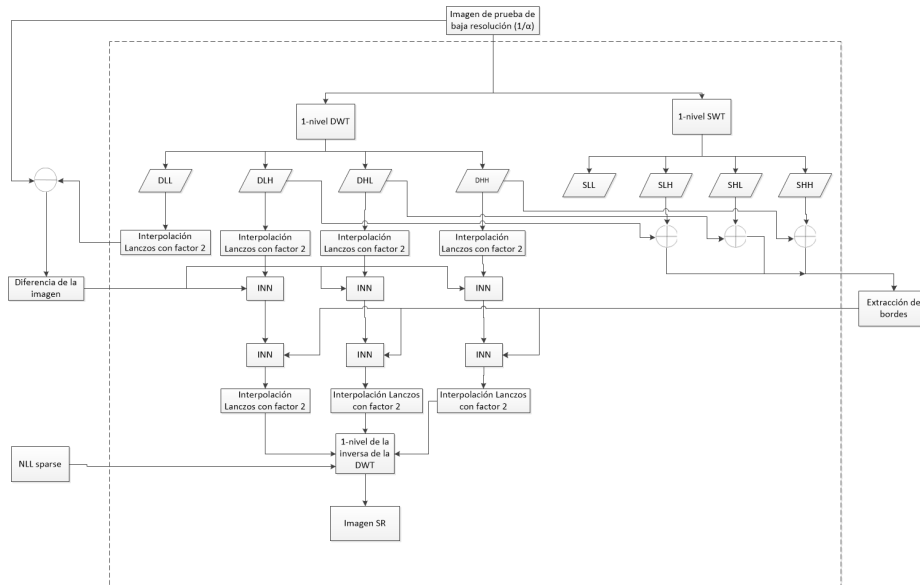 Imagen de prueba de
baja resolución (1/α)
1-nivel DWT
1-nivel SWT
DLL
DLH
DHL
DHH
SLL
SLH
SHL
SHH
Interpolación
Lanczos con factor 2
Interpolación
Lanczos con factor 2
Interpolación
Lanczos con factor 2
Interpolación
Lanczos con factor 2
Diferencia de la
imagen
INN
INN
INN
Extracción de
bordes
INN
INN
INN
Interpolación
Lanczos con factor 2
Interpolación Lanczos
con factor 2
Interpolación Lanczos
con factor 2
NLL sparse
1-nivel de la
inversa de la
DWT
Imagen SR